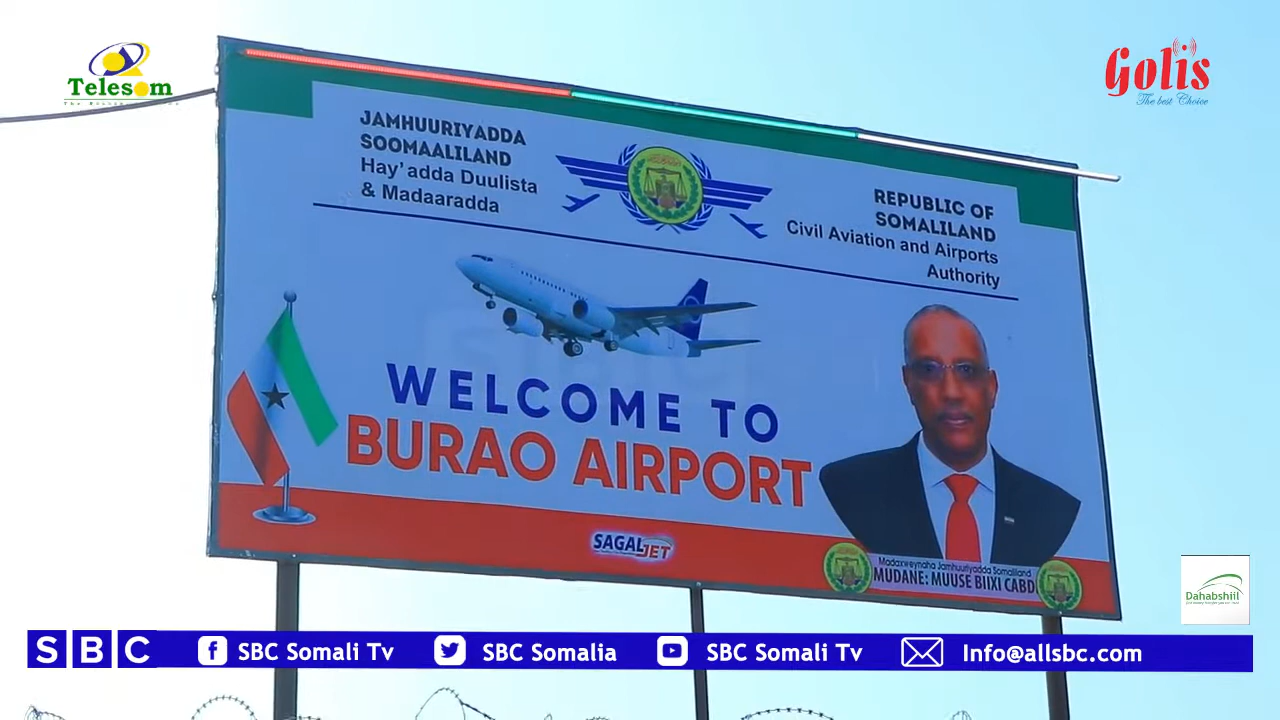 Telesom
Golis
The best Choice
JAMHUURIYADDA
SOOMAALILAND
Hay'adda Duulista
& Madaaradda
REPUBLIC OF
SOMALILAND
Civil Aviation and Airports
Authority
WELCOME TO
BURAO AIRPORT
SAGAL JET
Madaxweynaha Jamhuuriyadda Somaliland
MUDANE: MUUSE BIIXI CABDI
Dahabshiil
SBC
SBC Somali Tv
SBC Somalia
SBC Somali Tv
Info@allsbc.com